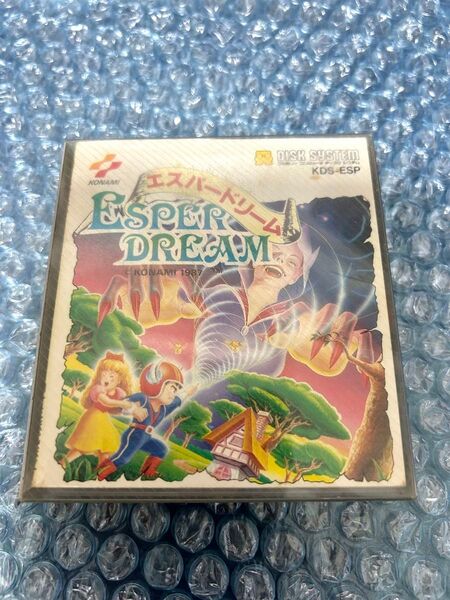 KONAMI
DISK SYSTEM
KDS-ESP
エスパードリーム
ESPER
DREAM
© KONAMI 1987